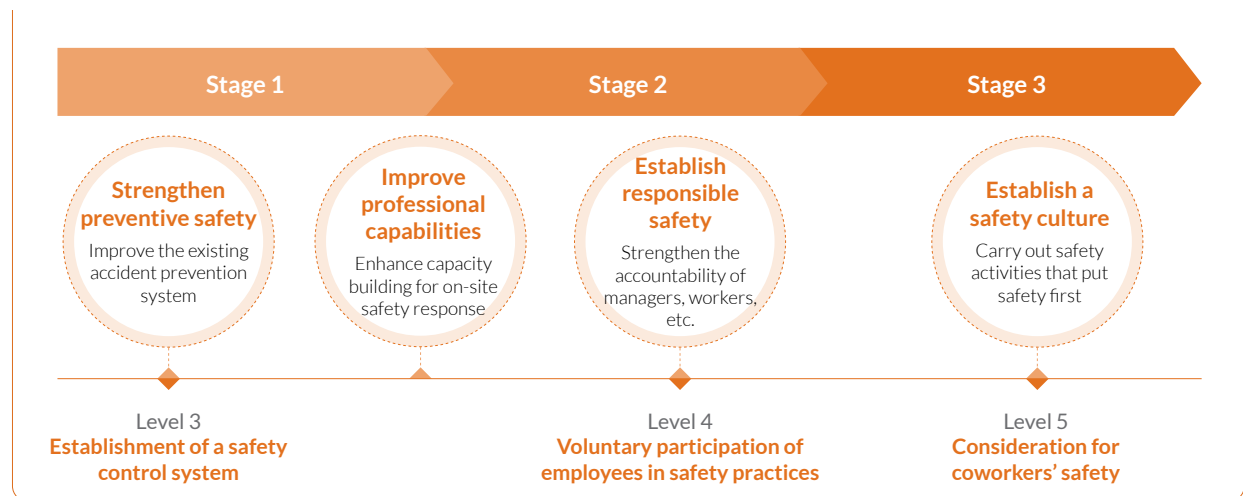 Stage 1
Stage 2
Stage 3
Strengthen
preventive safety
Improve the existing
accident prevention
system
Improve
professional
capabilities
Enhance capacity
building for on-site
safety response
Establish
responsible
safety
Strengthen the
accountability of
managers, workers,
etc.
Establish a
safety culture
Carry out safety
activities that put
safety first
Level 3
Establishment of a safety
control system
Level 4
Voluntary participation of
employees in safety practices
Level 5
Consideration for
coworkers’ safety